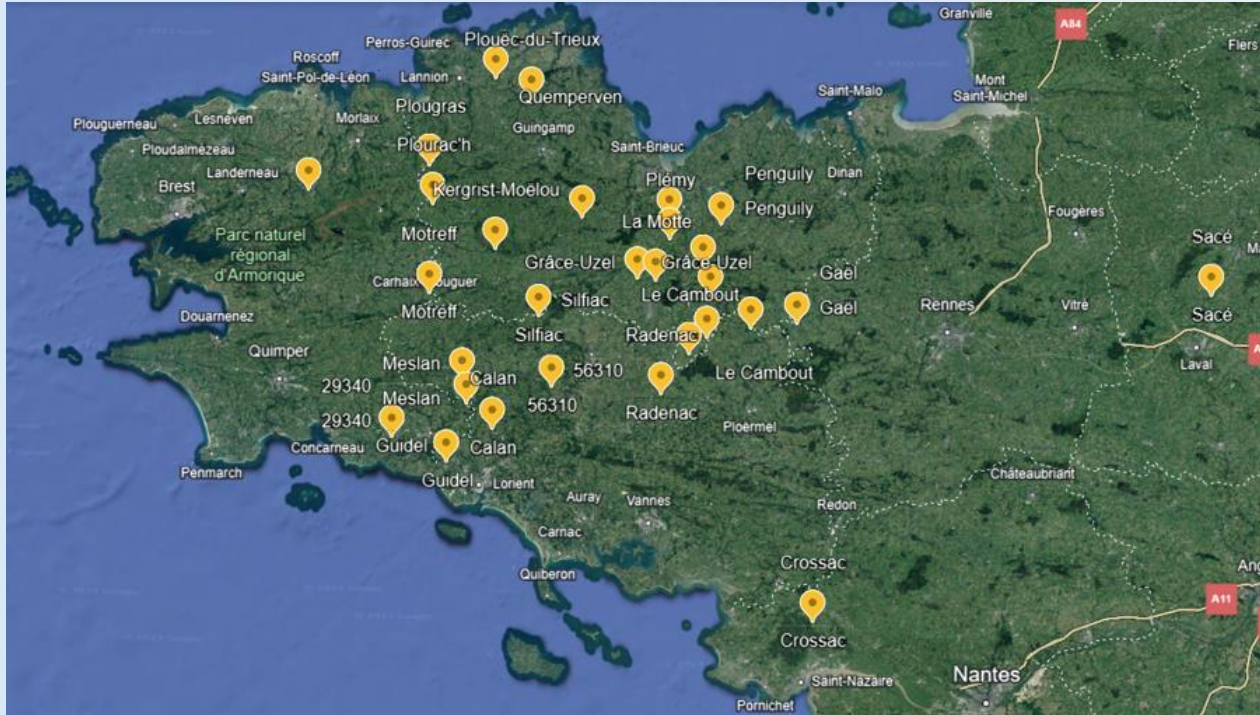 Granville
A84
Flers
Perros-Guirec
Plouëc-du-Trieux
Roscoff
Saint-Pol-de-Léon
Lannion
Quemperven
Mont
Saint-Michel
Saint-Malo
Plouguerneau
Lesneven
Morlaix
Plougras
Guingamp
Ploudalmézeau
Plourac'h
Saint-Brieuc
Landerneau
Brest
Kergrist-Moëlou
Plémy
Penguily
Dinan
Penguily
Fougères
La Motte
Parc naturel
régional
d'Armorique
Motreff
Sacé
Grâce-Uzel
Grâce-Uzel
Gaël
Motreff
Silfiac
Le Cambout
Gaël
Rennes
Vitré
Sacé
Douarnenez
Silfiac
Radenac
Laval
Quimper
Meslan
Calan
56310
Le Cambout
29340
Meslan
56310
Radenac
29340
Ploërmel
Concarneau
Guidel
Calan
Penmarch
Guidel
Lorient
Châteaubriant
Auray
Vannes
Redon
Carnac
Crossac
Quiberon
A11
Crossac
Nantes
Saint-Nazaire
Pornichet